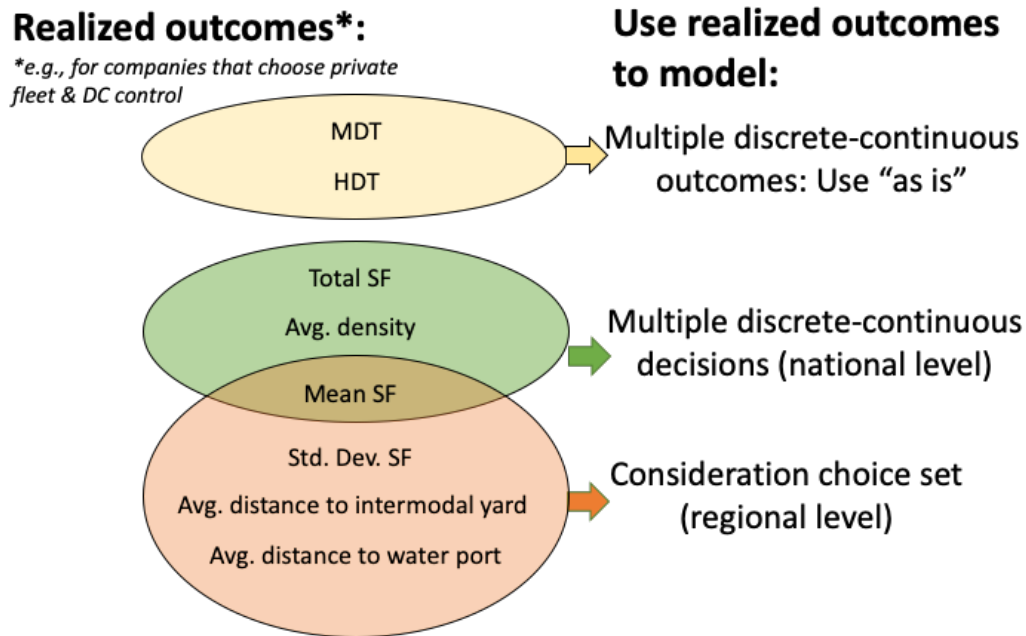 Realized outcomes*:
*e.g., for companies that choose private
fleet & DC control
MDT
HDT
Total SF
Avg. density
Mean SF
Std. Dev. SF
Avg. distance to intermodal yard
Avg. distance to water port
Use realized outcomes
to model:
Multiple discrete-continuous
outcomes: Use “as is”
Multiple discrete-continuous
decisions (national level)
Consideration choice set
(regional level)